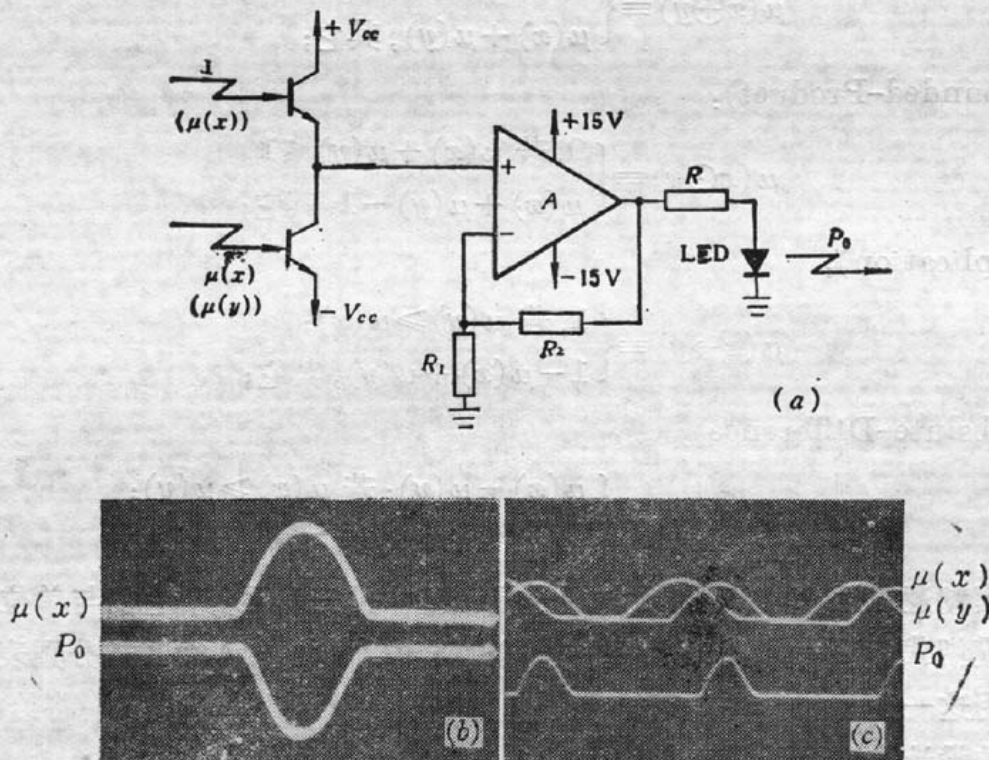 + Vcc
1
(μ(x))
+15V
+
A
−
−15V
R
LED
P₀
μ(x)
(μ(y))
− Vcc
R₂
R₁
(a)
μ(x)
P₀
(b)
μ(x)
μ(y)
P₀
(c)